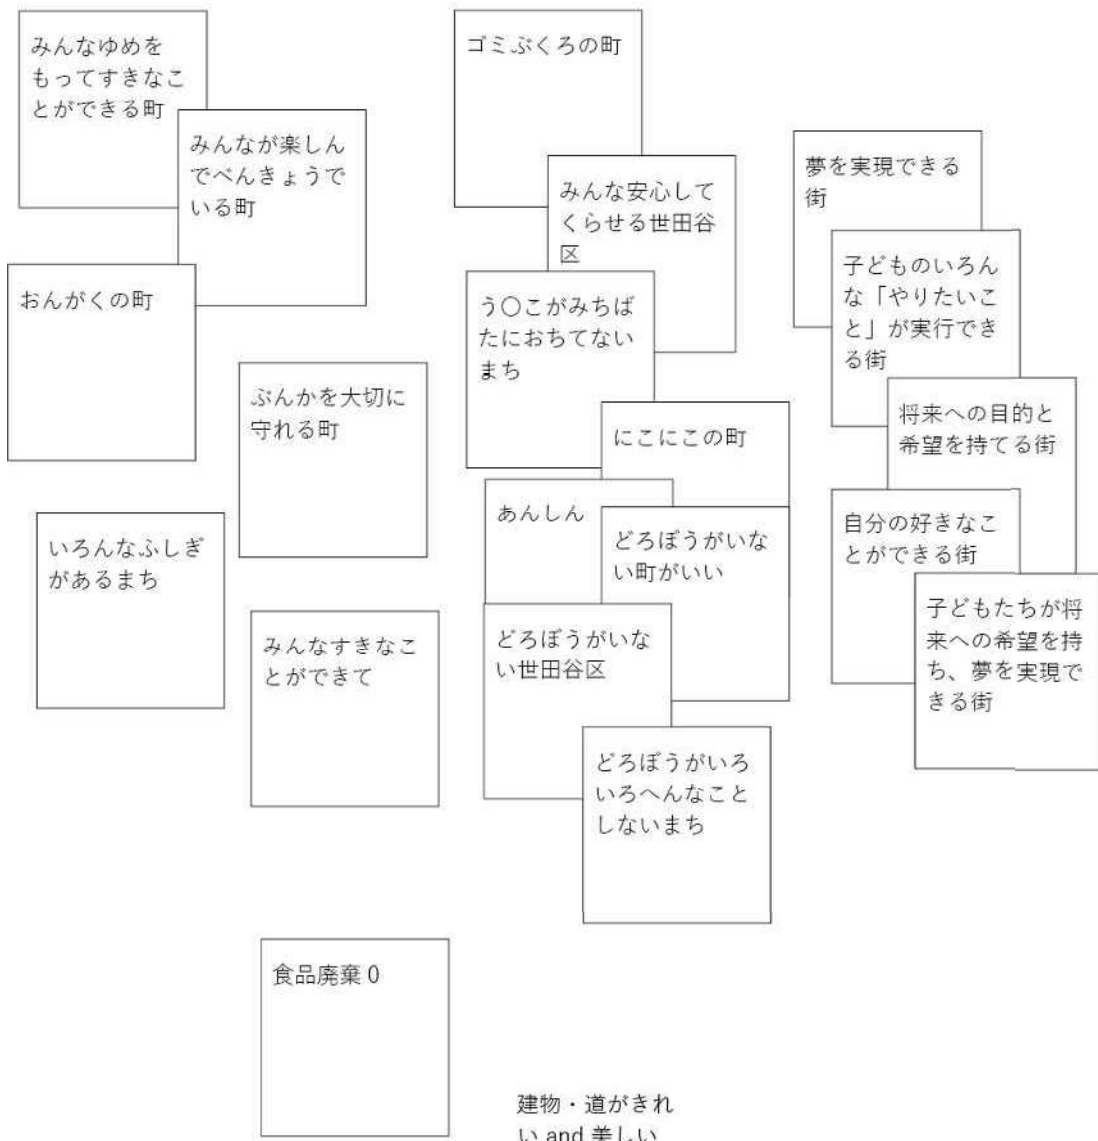 みんなゆめを
もってすきなこ
とができる町
みんなが楽しん
でべんきょうで
いる町
おんがくの町
ぶんかを大切に
守れる町
いろんなふしぎ
があるまち
みんなすきなこ
とができて
ゴミぶくろの町
みんな安心して
くらせる世田谷
区
う〇こがみちば
たにおちてない
まち
にこにこの町
あんしん
どろぼうがいな
い町がいい
どろぼうがいな
い世田谷区
どろぼうがいろ
いろへんなこと
しないまち
夢を実現できる
街
子どものいろん
な「やりたいこ
と」が実行でき
る街
将来への目的と
希望を持てる街
自分の好きなこ
とができる街
子どもたちが将
来への希望を持
ち、夢を実現で
きる街
食品廃棄0
建物・道がきれ
い and 美しい